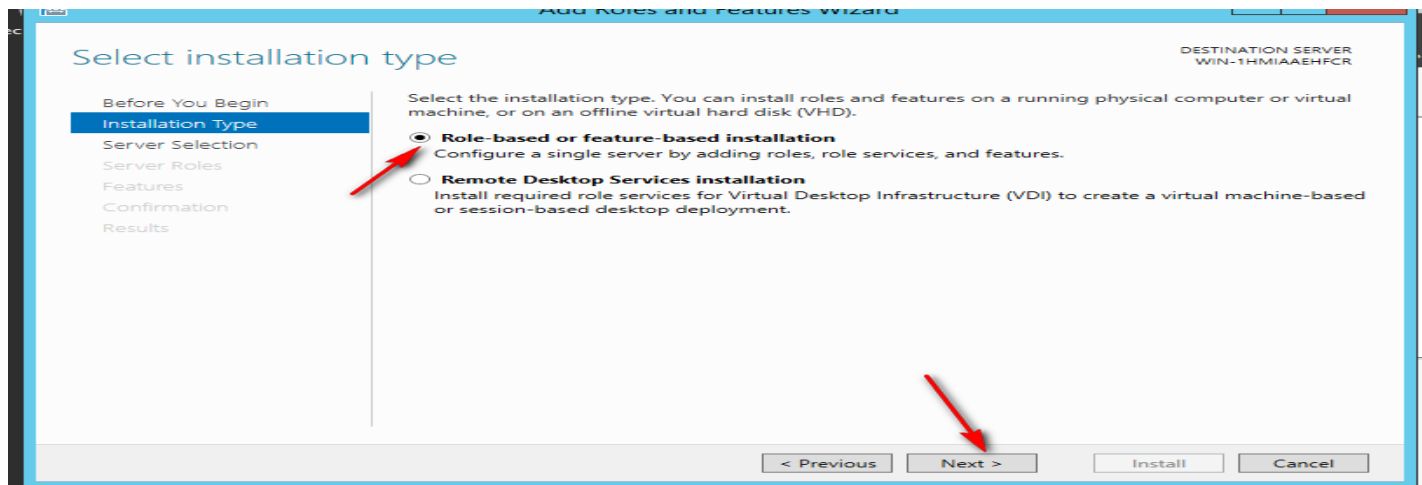 Add Roles and Features Wizard
Select installation type
DESTINATION SERVER
WIN-1HMIAAEHFCR
Before You Begin
Installation Type
Server Selection
Server Roles
Features
Confirmation
Results
Select the installation type. You can install roles and features on a running physical computer or virtual
machine, or on an offline virtual hard disk (VHD).
Role-based or feature-based installation
Configure a single server by adding roles, role services, and features.
Remote Desktop Services installation
Install required role services for Virtual Desktop Infrastructure (VDI) to create a virtual machine-based
or session-based desktop deployment.
< Previous
Next >
Install
Cancel